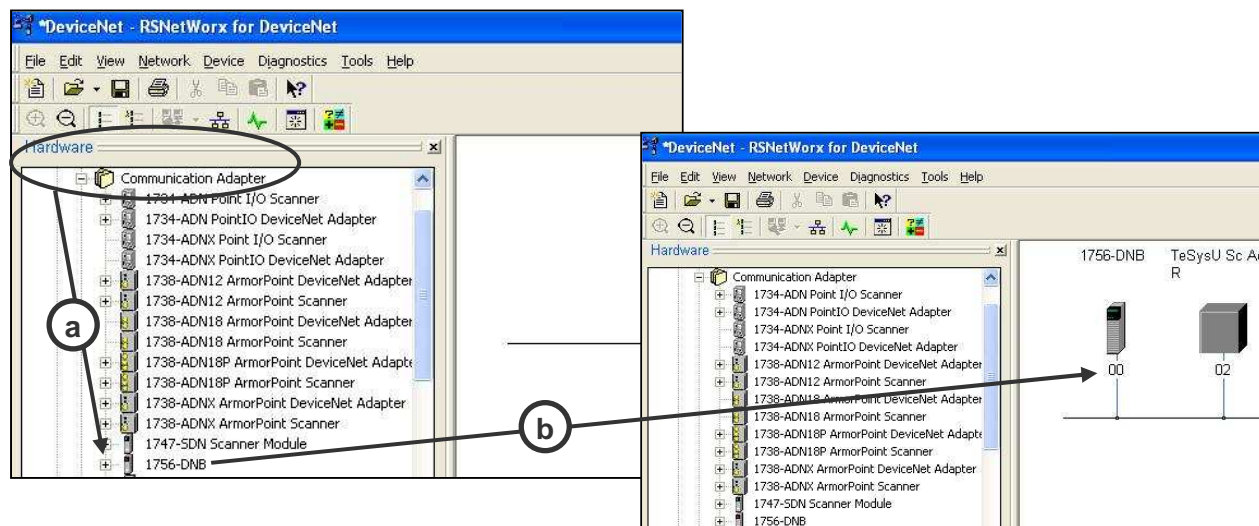 *DeviceNet - RSNetWorx for DeviceNet
File Edit View Network Device Diagnostics Tools Help
Hardware
Communication Adapter
1734-ADN Point I/O Scanner
1734-ADN PointIO DeviceNet Adapter
1734-ADNX Point I/O Scanner
1734-ADNX PointIO DeviceNet Adapter
1738-ADN12 ArmorPoint DeviceNet Adapter
1738-ADN12 ArmorPoint Scanner
1738-ADN18 ArmorPoint DeviceNet Adapter
1738-ADN18 ArmorPoint Scanner
1738-ADN18P ArmorPoint DeviceNet Adapte
1738-ADN18P ArmorPoint Scanner
1738-ADNX ArmorPoint DeviceNet Adapter
1738-ADNX ArmorPoint Scanner
1747-SDN Scanner Module
1756-DNB
a
b
*DeviceNet - RSNetWorx for DeviceNet
File Edit View Network Device Diagnostics Tools Help
Hardware
Communication Adapter
1734-ADN Point I/O Scanner
1734-ADN PointIO DeviceNet Adapter
1734-ADNX Point I/O Scanner
1734-ADNX PointIO DeviceNet Adapter
1738-ADN12 ArmorPoint DeviceNet Adapter
1738-ADN12 ArmorPoint Scanner
1738-ADN18 ArmorPoint DeviceNet Adapter
1738-ADN18 ArmorPoint Scanner
1738-ADN18P ArmorPoint DeviceNet Adapte
1738-ADN18P ArmorPoint Scanner
1738-ADNX ArmorPoint DeviceNet Adapter
1738-ADNX ArmorPoint Scanner
1747-SDN Scanner Module
1756-DNB
1756-DNB TeSysU Sc Ad
R
00 02